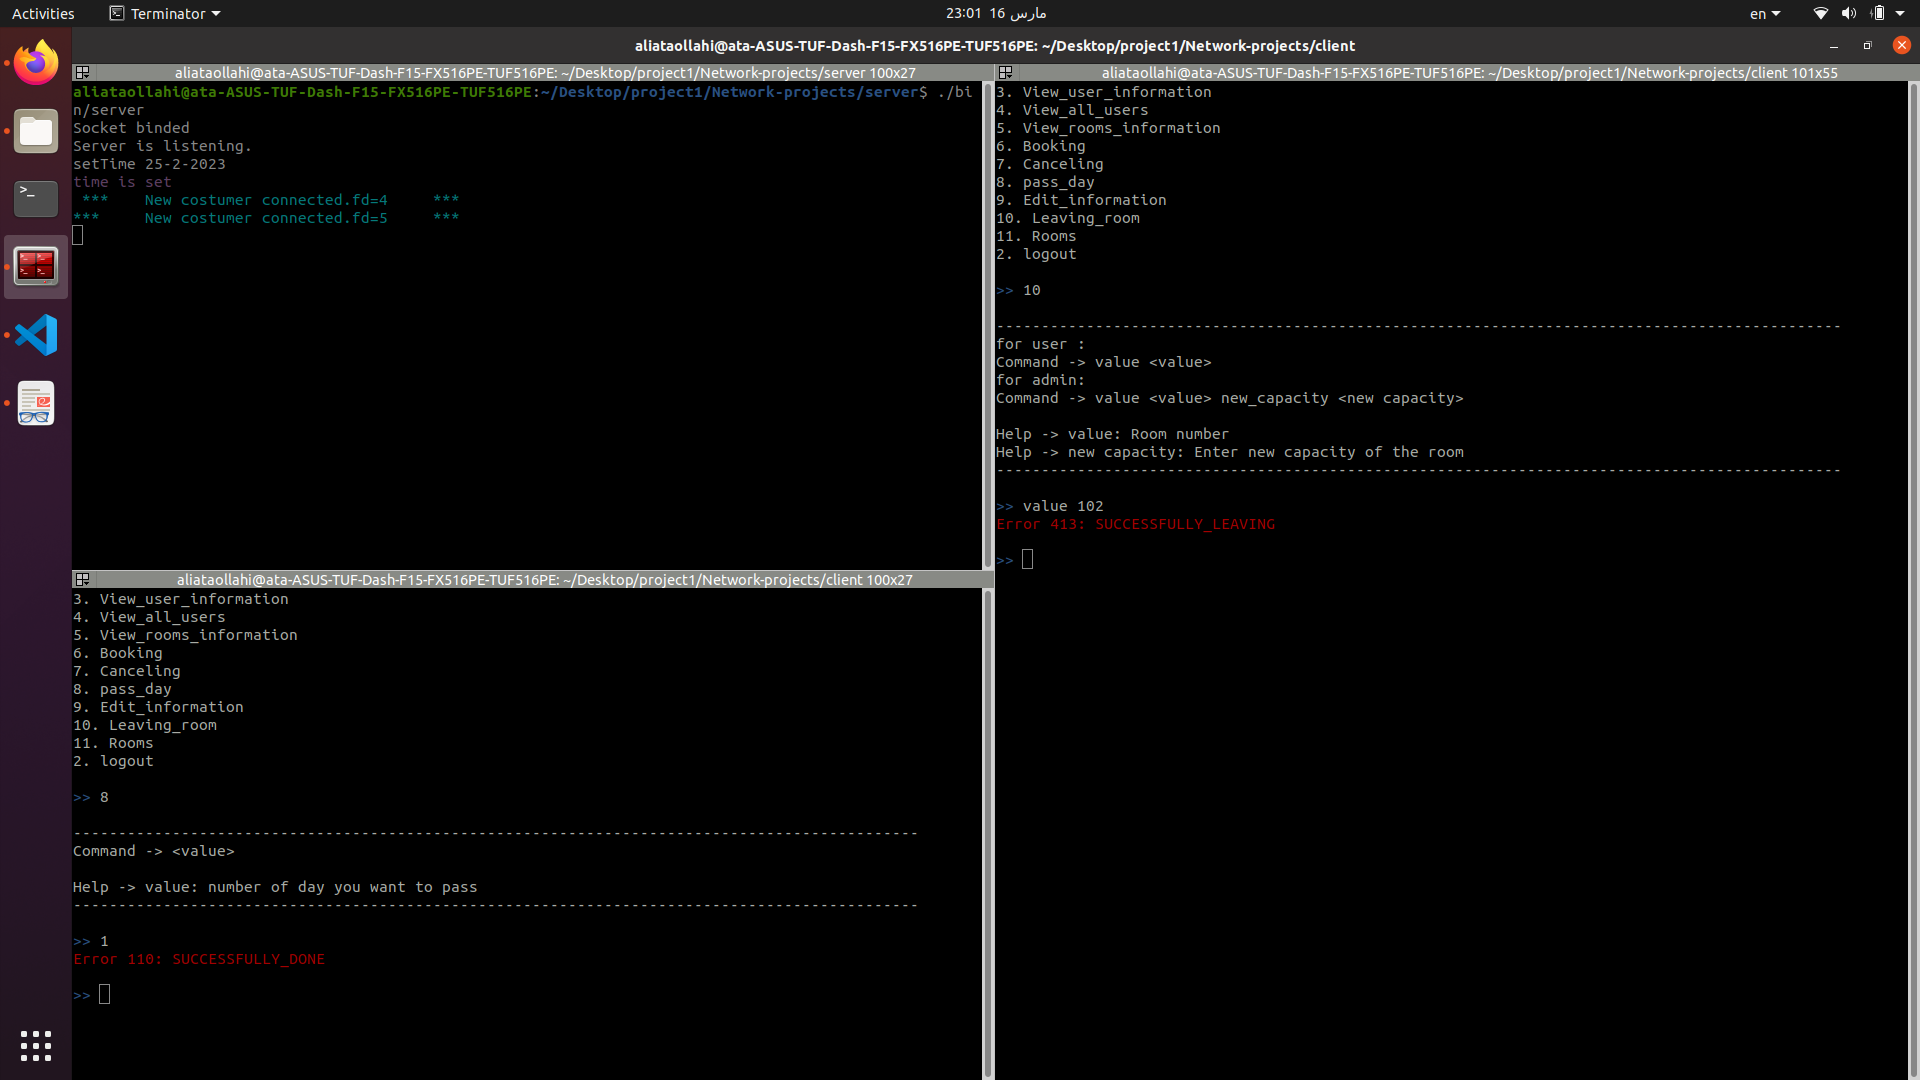 Activities
Terminator
23:01 16 مارس
en
aliataollahi@ata-ASUS-TUF-Dash-F15-FX516PE-TUF516PE: ~/Desktop/project1/Network-projects/client
aliataollahi@ata-ASUS-TUF-Dash-F15-FX516PE-TUF516PE: ~/Desktop/project1/Network-projects/server 100x27
aliataollahi@ata-ASUS-TUF-Dash-F15-FX516PE-TUF516PE:~/Desktop/project1/Network-projects/server$ ./bi
n/server
Socket binded
Server is listening.
setTime 25-2-2023
time is set
 ***    New costumer connected.fd=4     ***
***     New costumer connected.fd=5     ***
aliataollahi@ata-ASUS-TUF-Dash-F15-FX516PE-TUF516PE: ~/Desktop/project1/Network-projects/client 100x27
3. View_user_information
4. View_all_users
5. View_rooms_information
6. Booking
7. Canceling
8. pass_day
9. Edit_information
10. Leaving_room
11. Rooms
2. logout
>> 8
----------------------------------------------------------------------------------------------
Command -> <value>
Help -> value: number of day you want to pass
----------------------------------------------------------------------------------------------
>> 1
Error 110: SUCCESSFULLY_DONE
>>
aliataollahi@ata-ASUS-TUF-Dash-F15-FX516PE-TUF516PE: ~/Desktop/project1/Network-projects/client 101x55
3. View_user_information
4. View_all_users
5. View_rooms_information
6. Booking
7. Canceling
8. pass_day
9. Edit_information
10. Leaving_room
11. Rooms
2. logout
>> 10
----------------------------------------------------------------------------------------------
for user :
Command -> value <value>
for admin:
Command -> value <value> new_capacity <new capacity>
Help -> value: Room number
Help -> new capacity: Enter new capacity of the room
----------------------------------------------------------------------------------------------
>> value 102
Error 413: SUCCESSFULLY_LEAVING
>>